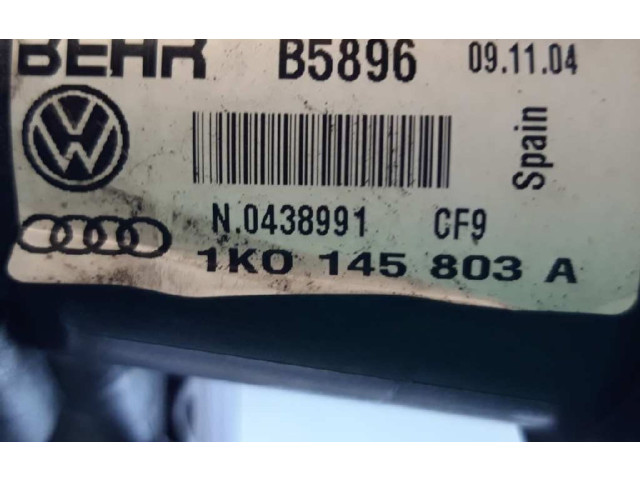 BEHR B5896 09.11.04
Spain
N.0438991 CF9
1K0 145 803 A